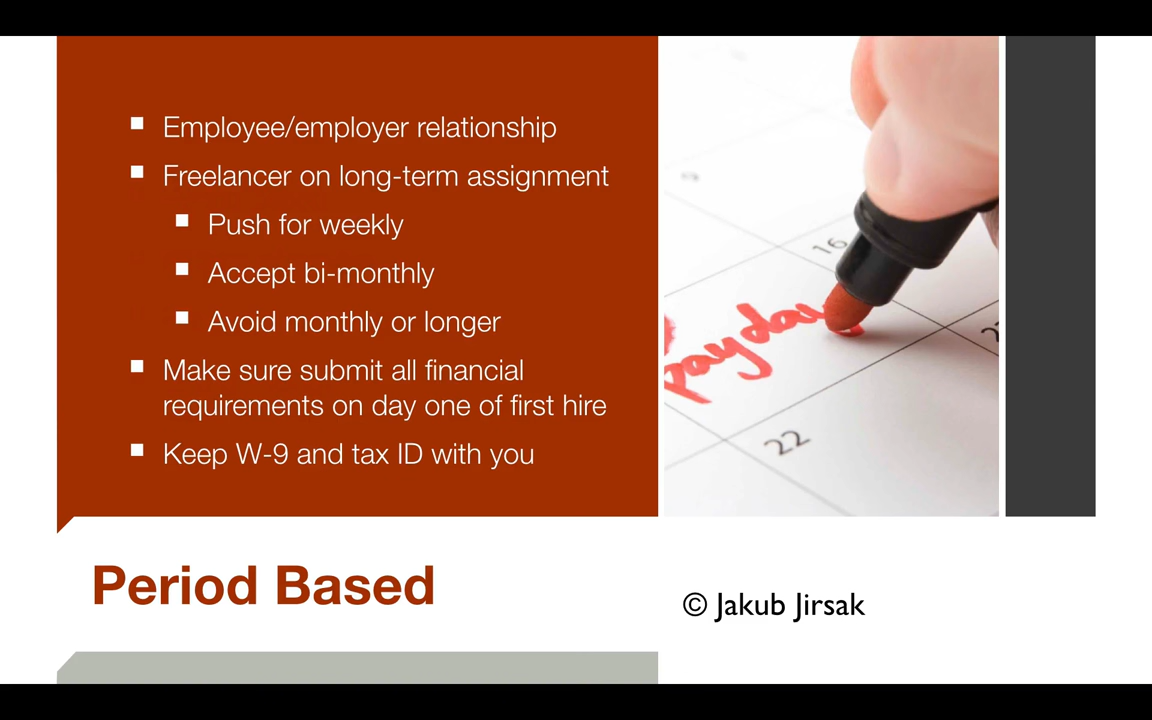 Employee/employer relationship
Freelancer on long-term assignment
Push for weekly
Accept bi-monthly
Avoid monthly or longer
Make sure submit all financial
requirements on day one of first hire
Keep W-9 and tax ID with you
16
payday
22
Period Based
© Jakub Jirsak